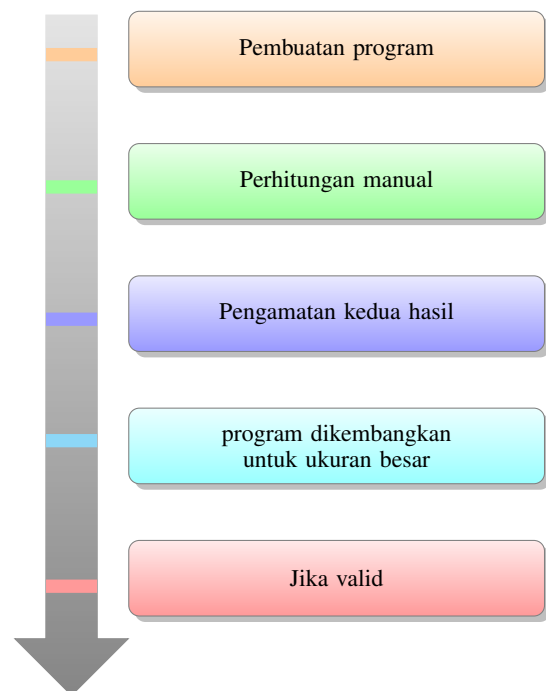 Pembuatan program
Perhitungan manual
Pengamatan kedua hasil
program dikembangkan
untuk ukuran besar
Jika valid